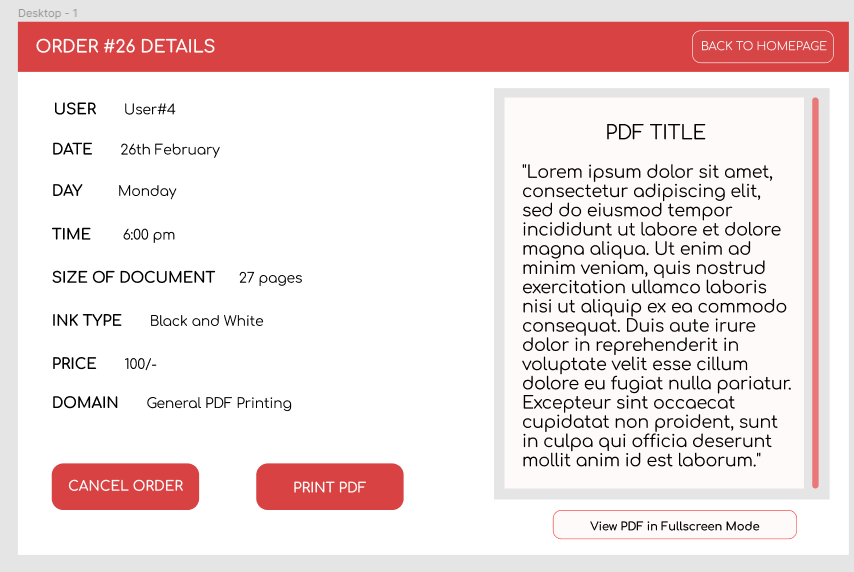 Desktop - 1
ORDER #26 DETAILS
BACK TO HOMEPAGE
USER User#4
DATE 26th February
DAY Monday
TIME 6:00 pm
SIZE OF DOCUMENT 27 pages
INK TYPE Black and White
PRICE 100/-
DOMAIN General PDF Printing
CANCEL ORDER
PRINT PDF
PDF TITLE
"Lorem ipsum dolor sit amet,
consectetur adipiscing elit,
sed do eiusmod tempor
incididunt ut labore et dolore
magna aliqua. Ut enim ad
minim veniam, quis nostrud
exercitation ullamco laboris
nisi ut aliquip ex ea commodo
consequat. Duis aute irure
dolor in reprehenderit in
voluptate velit esse cillum
dolore eu fugiat nulla pariatur.
Excepteur sint occaecat
cupidatat non proident, sunt
in culpa qui officia deserunt
mollit anim id est laborum."
View PDF in Fullscreen Mode